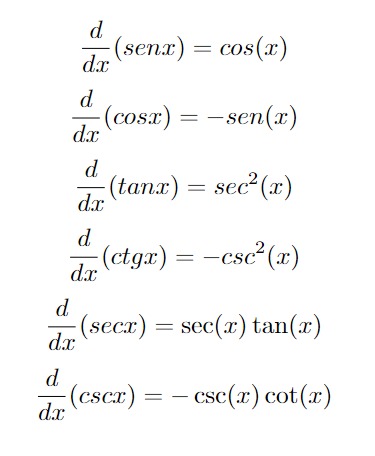 d/dx (senx) = cos(x)
d/dx (cosx) = −sen(x)
d/dx (tanx) = sec²(x)
d/dx (ctgx) = −csc²(x)
d/dx (secx) = sec(x) tan(x)
d/dx (cscx) = − csc(x) cot(x)